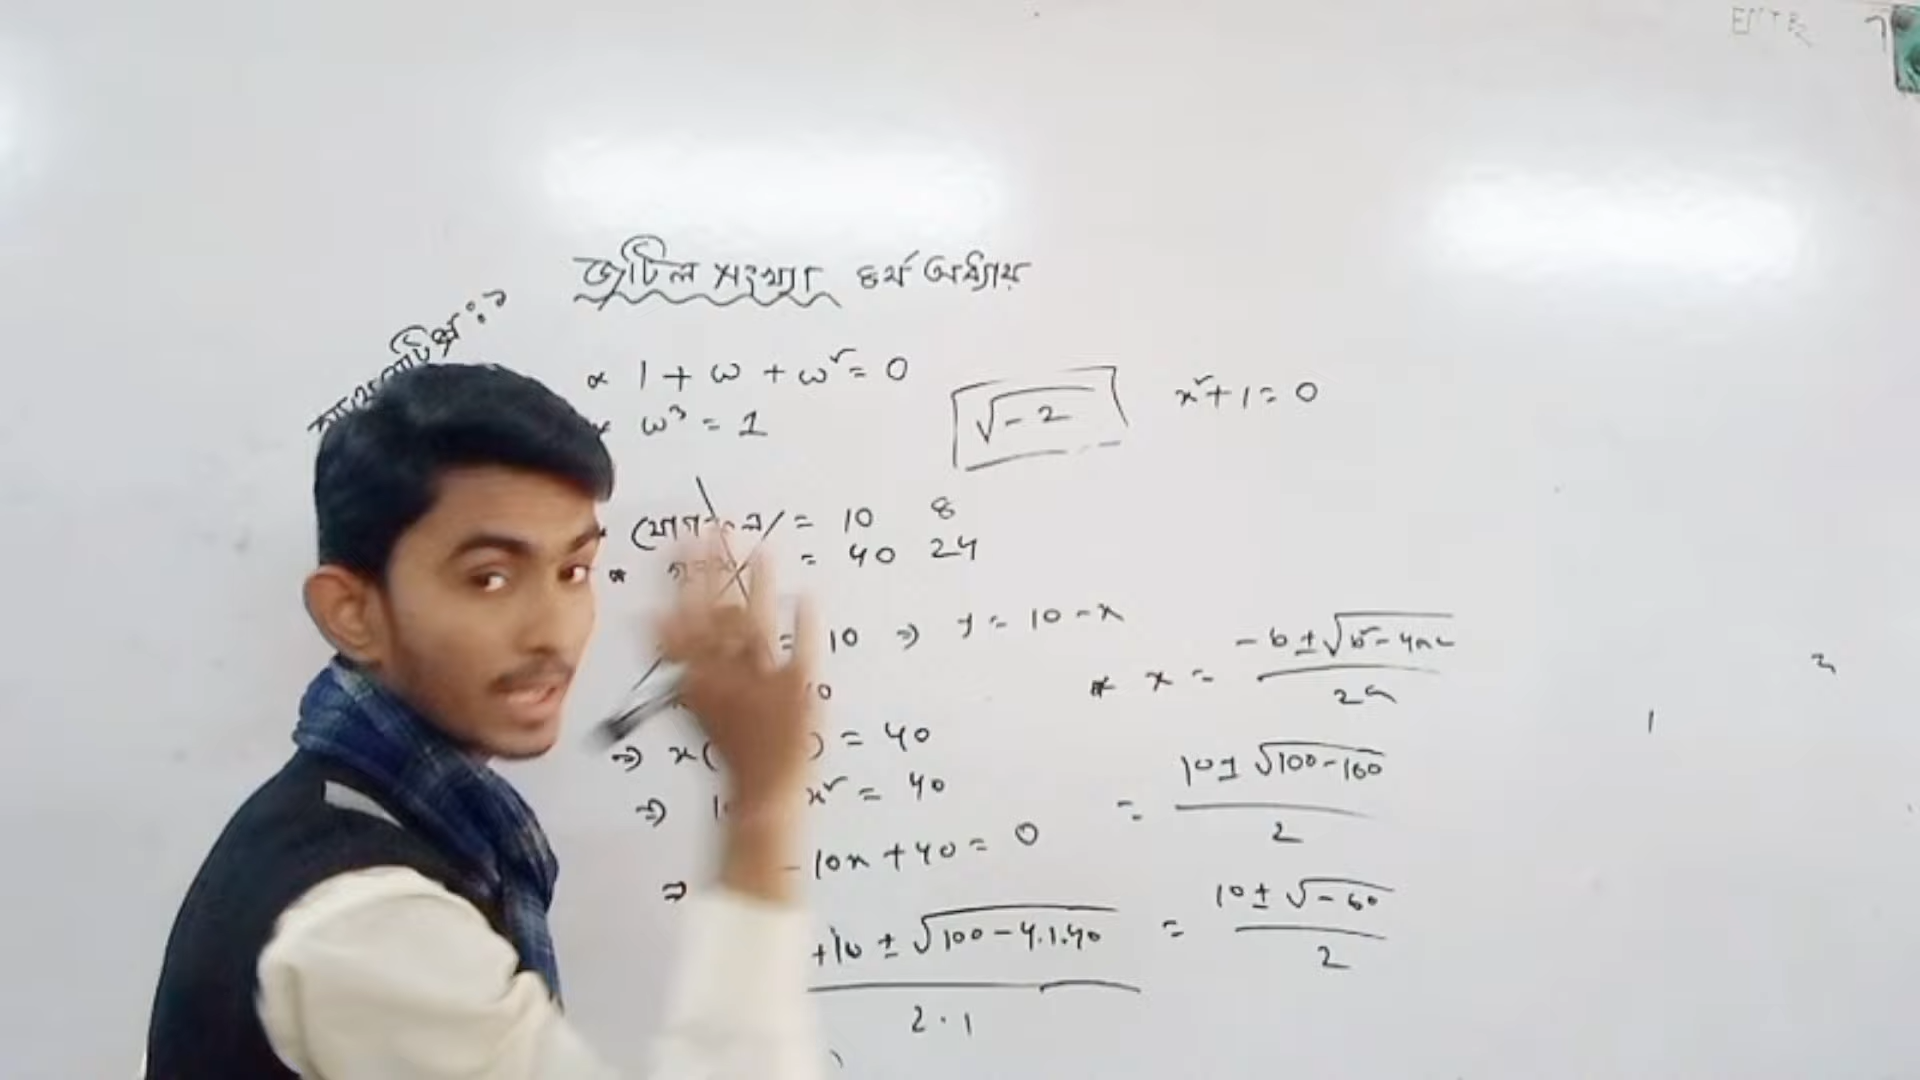 জটিল সংখ্যা ৪র্থ অধ্যায়
* 1 + ω + ω² = 0
* ω³ = 1
√-2
x² + 1 = 0
= 10 8
* = 40 24
= 10 ⇒ y = 10 - x
⇒ x( ) = 40
⇒ x² = 40
⇒ - 10x + 40 = 0
+10 ± √100 - 4.1.40
2 . 1
* x = -b ± √b² - 4ac
2a
= 10 ± √100 - 160
2
= 10 ± √-60
2